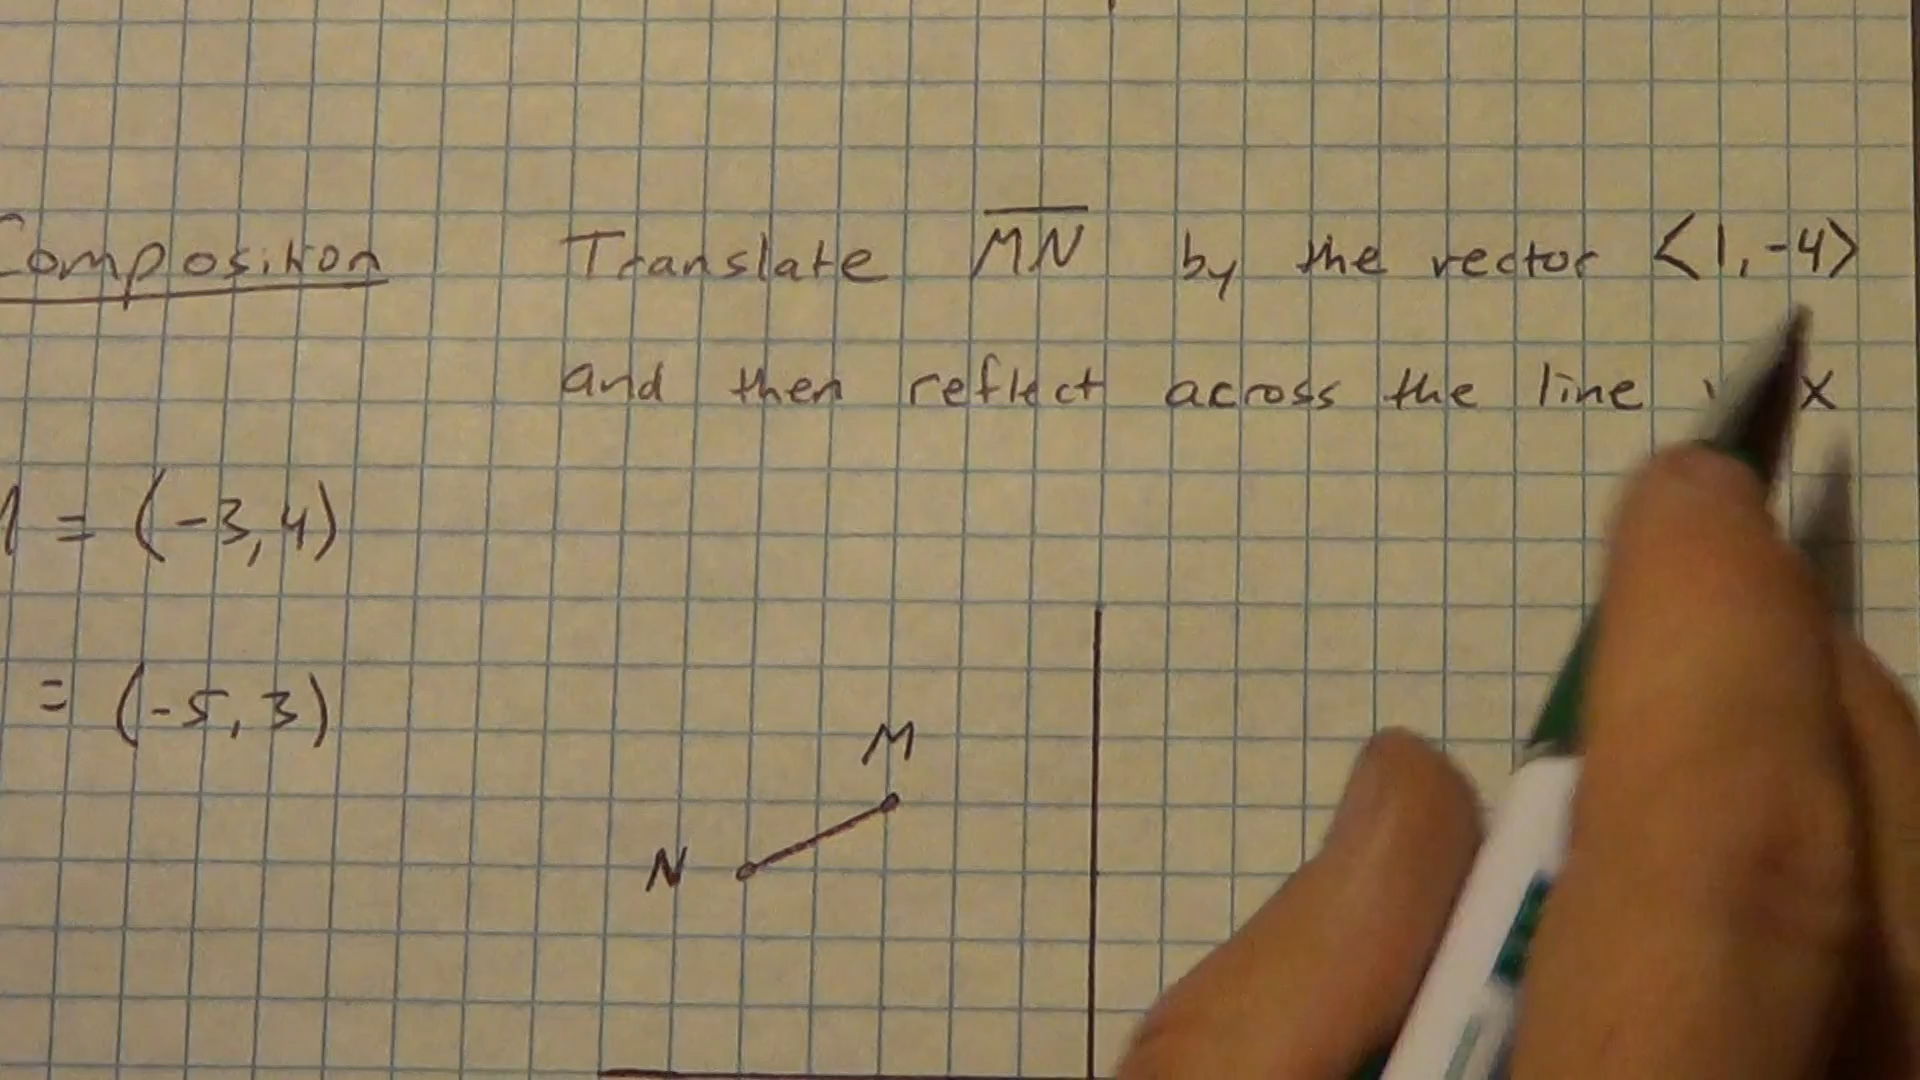 Composition Translate MN by the vector <1,-4>
and then reflect across the line x
= (-3,4)
= (-5,3)
M
N